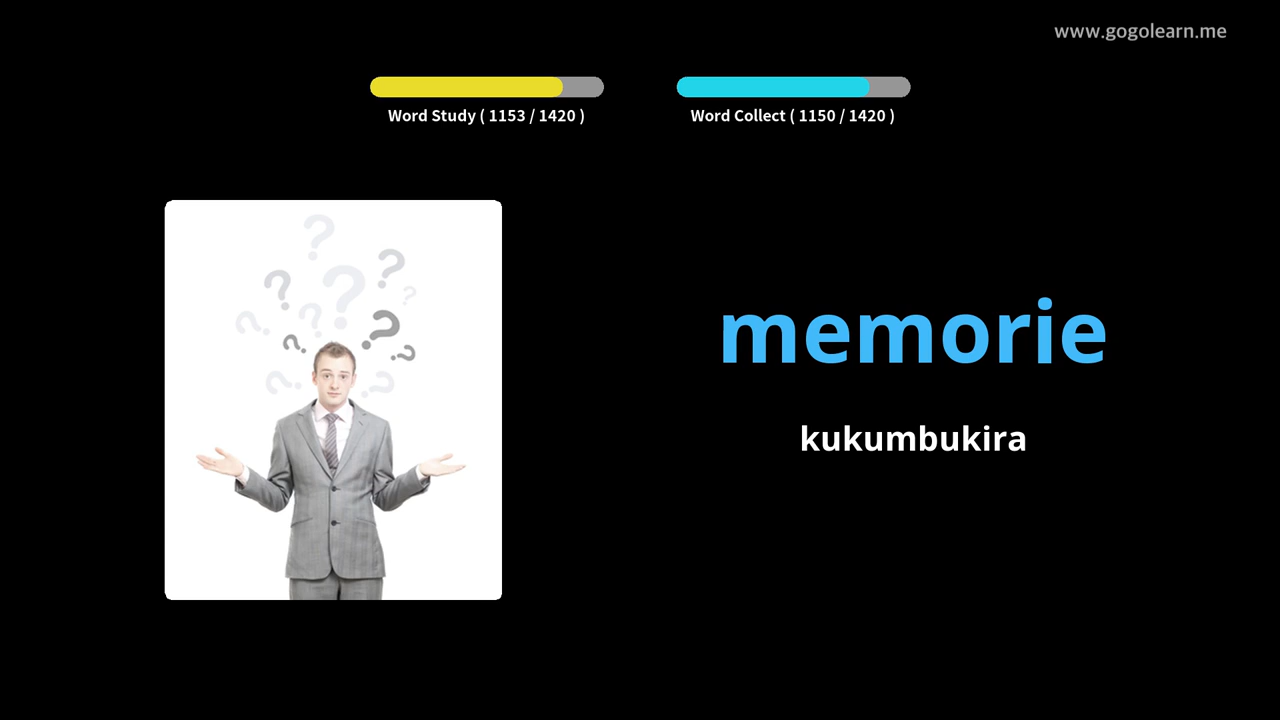 www.gogolearn.me
Word Study ( 1153 / 1420 )
Word Collect ( 1150 / 1420 )
? ? ? ? ? ? ? ? ? ? ? ?
memorie
kukumbukira